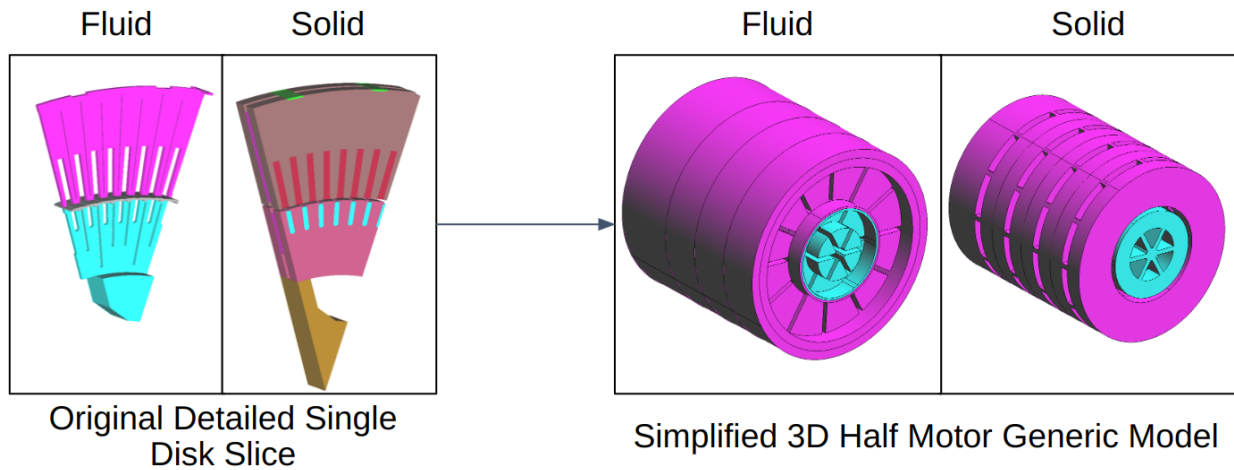 Fluid
Solid
Fluid
Solid
Original Detailed Single
Disk Slice
Simplified 3D Half Motor Generic Model